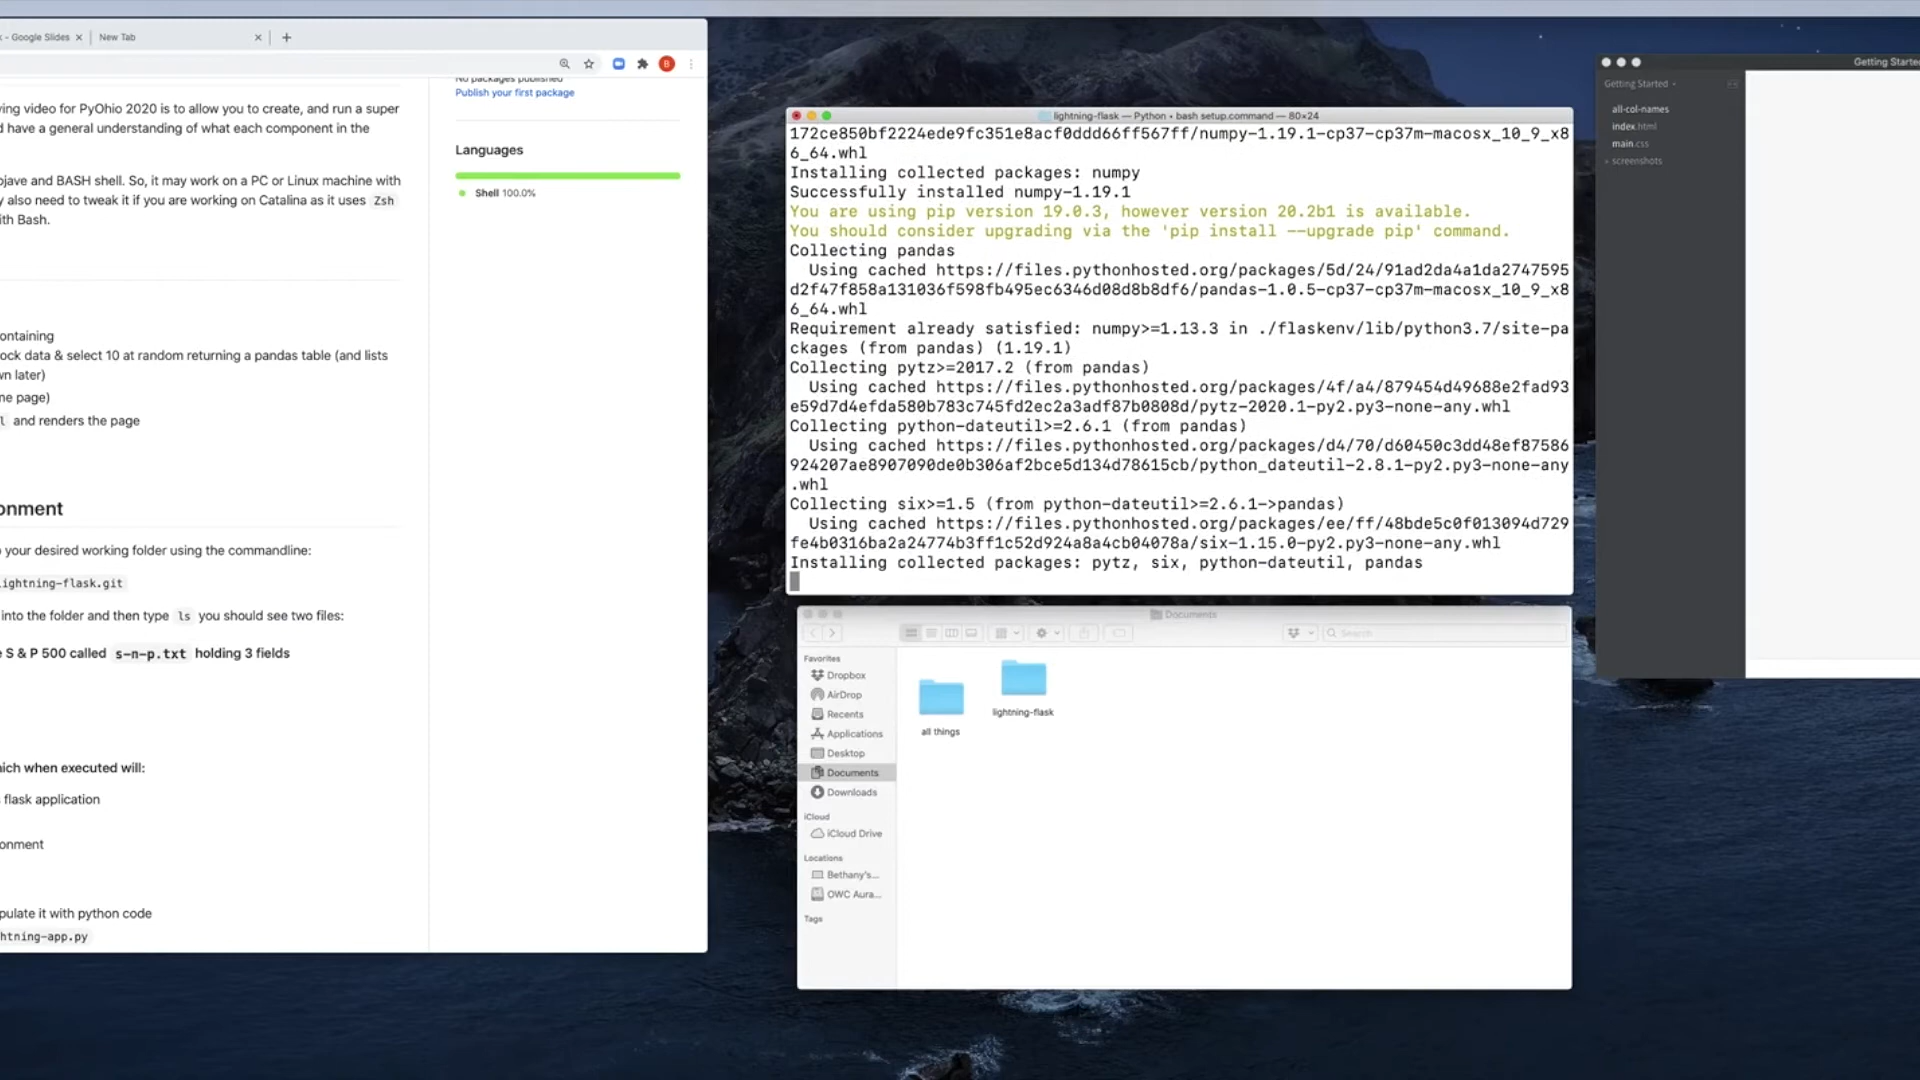 k - Google Slides
New Tab
No packages published
Publish your first package
ving video for PyOhio 2020 is to allow you to create, and run a super
d have a general understanding of what each component in the
Languages
Shell 100.0%
ojave and BASH shell. So, it may work on a PC or Linux machine with
y also need to tweak it if you are working on Catalina as it uses Zsh
ith Bash.
ontaining
ock data & select 10 at random returning a pandas table (and lists
wn later)
me page)
l and renders the page
onment
o your desired working folder using the commandline:
lightning-flask.git
into the folder and then type ls you should see two files:
e S & P 500 called s-n-p.txt holding 3 fields
hich when executed will:
flask application
onment
pulate it with python code
htning-app.py
lightning-flask — Python • bash setup.command — 80×24
172ce850bf2224ede9fc351e8acf0ddd66ff567ff/numpy-1.19.1-cp37-cp37m-macosx_10_9_x8
6_64.whl
Installing collected packages: numpy
Successfully installed numpy-1.19.1
You are using pip version 19.0.3, however version 20.2b1 is available.
You should consider upgrading via the 'pip install --upgrade pip' command.
Collecting pandas
Using cached https://files.pythonhosted.org/packages/5d/24/91ad2da4a1da2747595
d2f47f858a131036f598fb495ec6346d08d8b8df6/pandas-1.0.5-cp37-cp37m-macosx_10_9_x8
6_64.whl
Requirement already satisfied: numpy>=1.13.3 in ./flaskenv/lib/python3.7/site-pa
ckages (from pandas) (1.19.1)
Collecting pytz>=2017.2 (from pandas)
Using cached https://files.pythonhosted.org/packages/4f/a4/879454d49688e2fad93
e59d7d4efda580b783c745fd2ec2a3adf87b0808d/pytz-2020.1-py2.py3-none-any.whl
Collecting python-dateutil>=2.6.1 (from pandas)
Using cached https://files.pythonhosted.org/packages/d4/70/d60450c3dd48ef87586
924207ae8907090de0b306af2bce5d134d78615cb/python_dateutil-2.8.1-py2.py3-none-any
.whl
Collecting six>=1.5 (from python-dateutil>=2.6.1->pandas)
Using cached https://files.pythonhosted.org/packages/ee/ff/48bde5c0f013094d729
fe4b0316ba2a24774b3ff1c52d924a8a4cb04078a/six-1.15.0-py2.py3-none-any.whl
Installing collected packages: pytz, six, python-dateutil, pandas
Documents
Search
Favorites
Dropbox
AirDrop
Recents
Applications
Desktop
Documents
Downloads
iCloud
iCloud Drive
Locations
Bethany's...
OWC Aura...
Tags
all things
lightning-flask
Getting Starte
Getting Started
all-col-names
index.html
main.css
screenshots